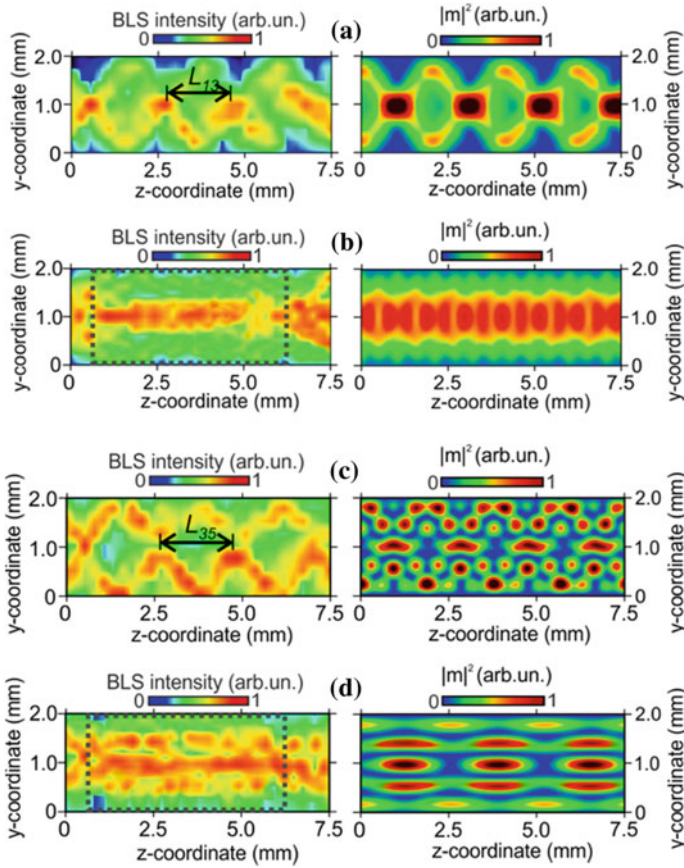 BLS intensity (arb.un.) (a) |m|² (arb.un.)
0 1 0 1
2.0 2.0
1.0 L13 1.0
0 0
0 2.5 5.0 7.5 0 2.5 5.0 7.5
y-coordinate (mm) z-coordinate (mm) z-coordinate (mm) y-coordinate (mm)
BLS intensity (arb.un.) (b) |m|² (arb.un.)
0 1 0 1
2.0 2.0
1.0 1.0
0 0
0 2.5 5.0 7.5 0 2.5 5.0 7.5
y-coordinate (mm) z-coordinate (mm) z-coordinate (mm) y-coordinate (mm)
BLS intensity (arb.un.) (c) |m|² (arb.un.)
0 1 0 1
2.0 2.0
1.0 L35 1.0
0 0
0 2.5 5.0 7.5 0 2.5 5.0 7.5
y-coordinate (mm) z-coordinate (mm) z-coordinate (mm) y-coordinate (mm)
BLS intensity (arb.un.) (d) |m|² (arb.un.)
0 1 0 1
2.0 2.0
1.0 1.0
0 0
0 2.5 5.0 7.5 0 2.5 5.0 7.5
y-coordinate (mm) z-coordinate (mm) z-coordinate (mm) y-coordinate (mm)